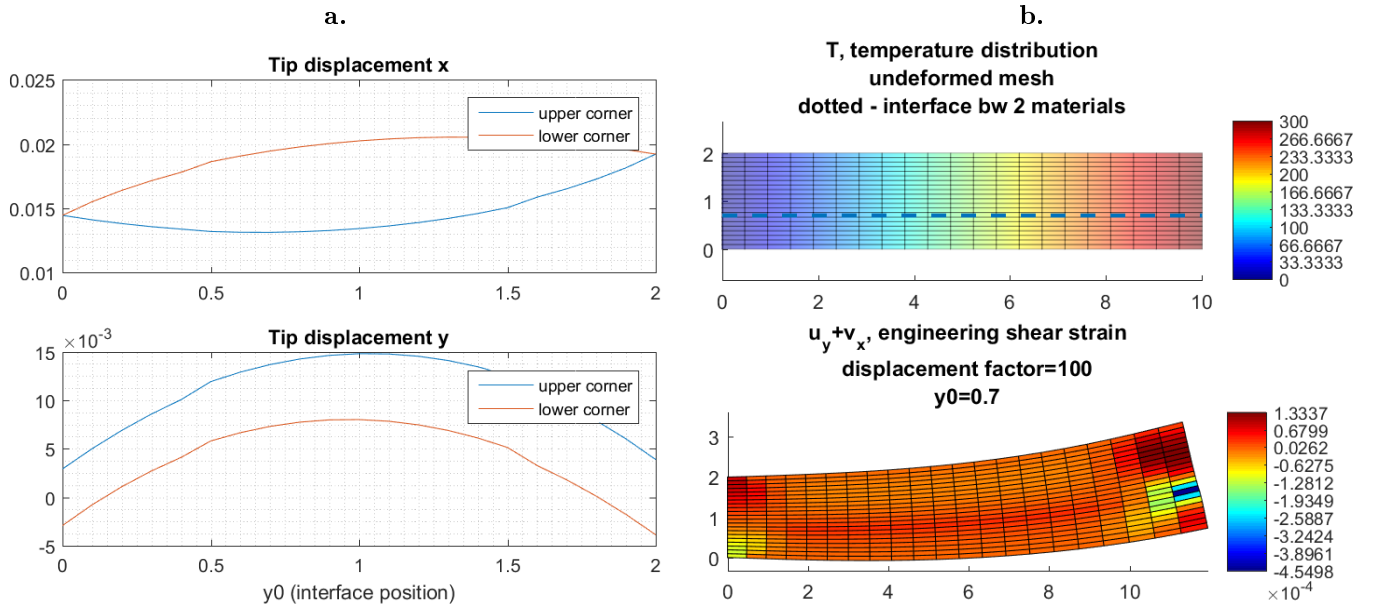 a.
Tip displacement x
0.025
0.02
0.015
0.01
upper corner
lower corner
0 0.5 1 1.5 2
Tip displacement y
×10⁻³
15
10
5
0
-5
upper corner
lower corner
0 0.5 1 1.5 2
y0 (interface position)
b.
T, temperature distribution
undeformed mesh
dotted - interface bw 2 materials
2
1
0
0 2 4 6 8 10
300
266.6667
233.3333
200
166.6667
133.3333
100
66.6667
33.3333
0
u_y+v_x, engineering shear strain
displacement factor=100
y0=0.7
3
2
1
0
0 2 4 6 8 10
1.3337
0.6799
0.0262
-0.6275
-1.2812
-1.9349
-2.5887
-3.2424
-3.8961
-4.5498
×10⁻⁴